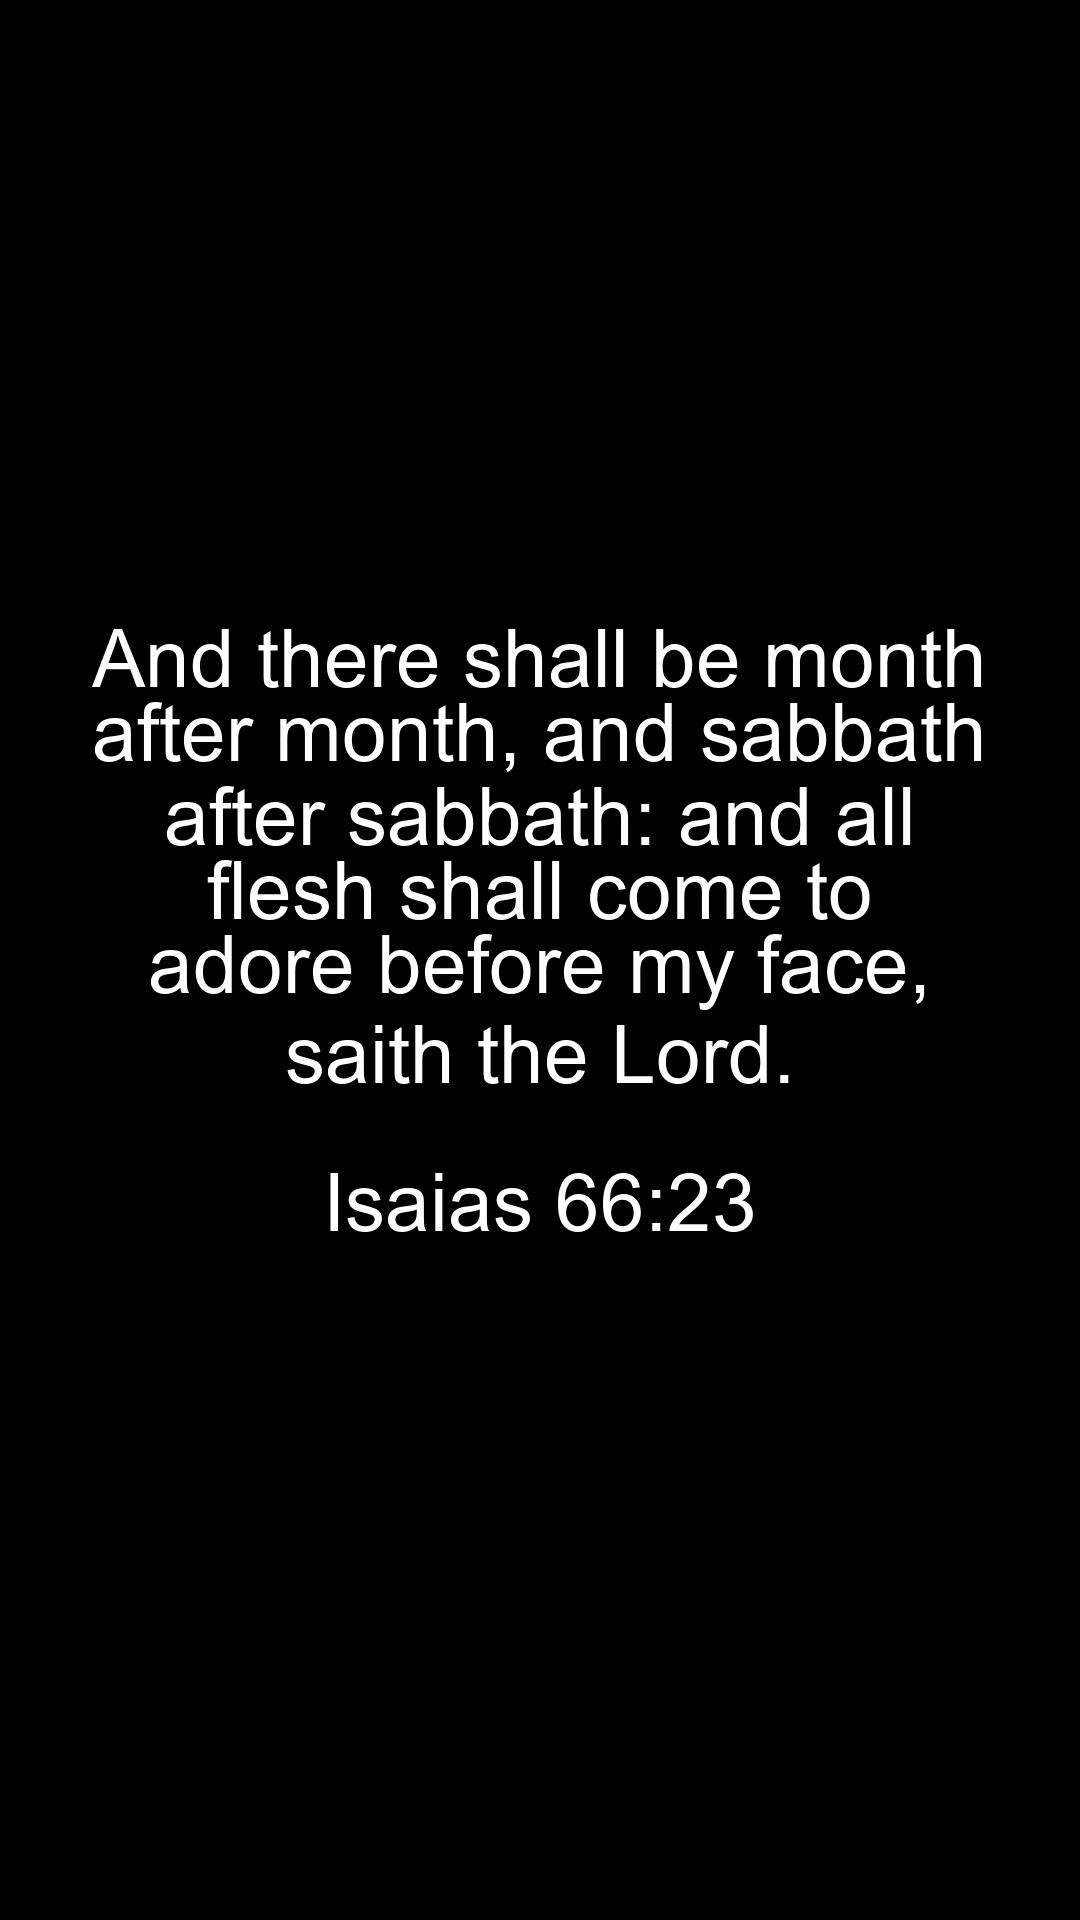 And there shall be month
after month, and sabbath
after sabbath: and all
flesh shall come to
adore before my face,
saith the Lord.
Isaias 66:23